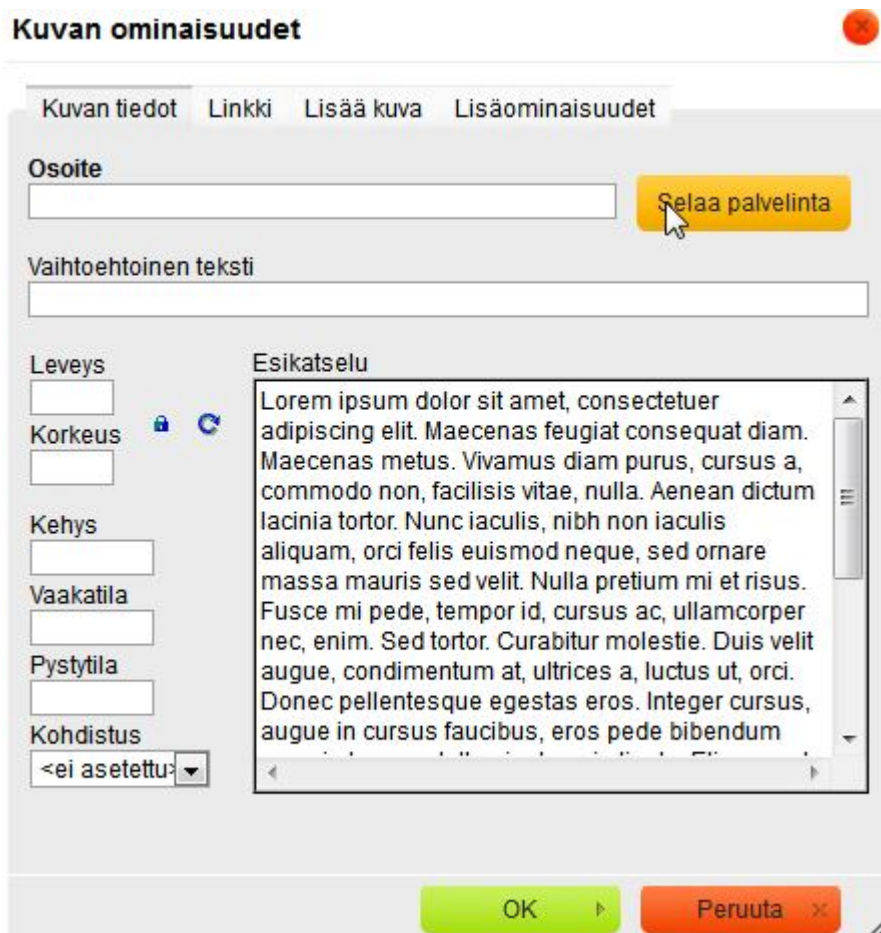 Kuvan ominaisuudet
Kuvan tiedot Linkki Lisää kuva Lisäominaisuudet
Osoite
Selaa palvelinta
Vaihtoehtoinen teksti
Leveys
Korkeus
Kehys
Vaakatila
Pystytila
Kohdistus
<ei asetettu>
Esikatselu
Lorem ipsum dolor sit amet, consectetuer
adipiscing elit. Maecenas feugiat consequat diam.
Maecenas metus. Vivamus diam purus, cursus a,
commodo non, facilisis vitae, nulla. Aenean dictum
lacinia tortor. Nunc iaculis, nibh non iaculis
aliquam, orci felis euismod neque, sed ornare
massa mauris sed velit. Nulla pretium mi et risus.
Fusce mi pede, tempor id, cursus ac, ullamcorper
nec, enim. Sed tortor. Curabitur molestie. Duis velit
augue, condimentum at, ultrices a, luctus ut, orci.
Donec pellentesque egestas eros. Integer cursus,
augue in cursus faucibus, eros pede bibendum
OK
Peruuta